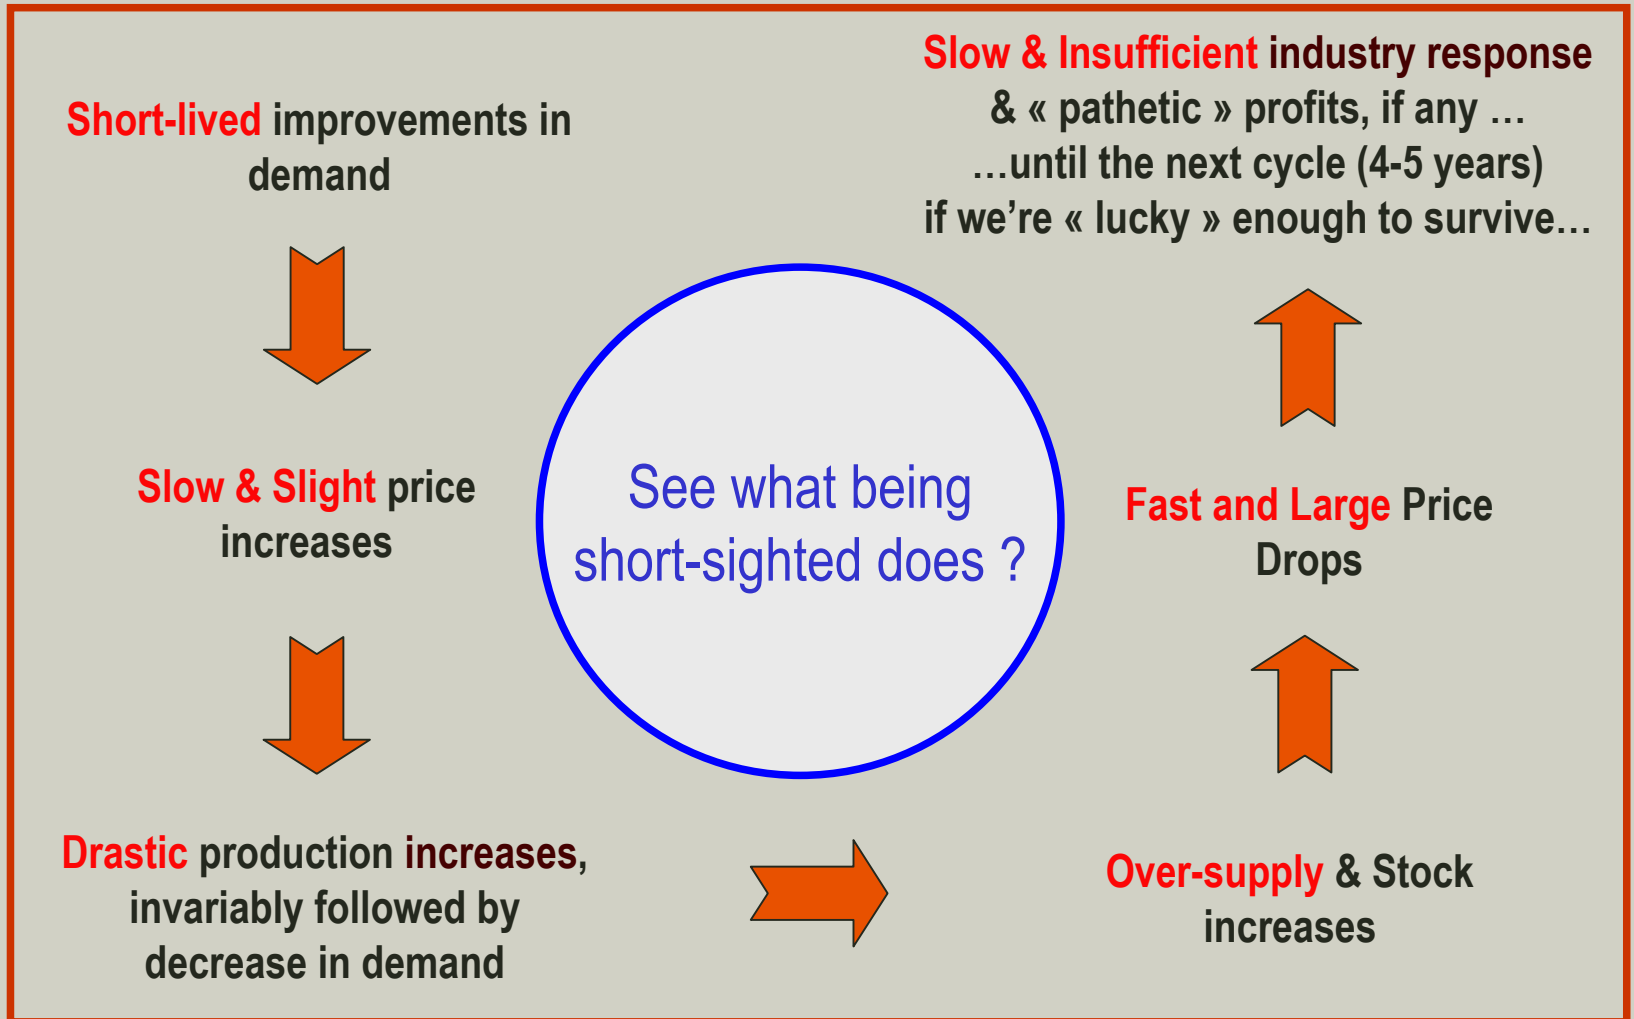 Short-lived improvements in
demand
Slow & Slight price
increases
Drastic production increases,
invariably followed by
decrease in demand
See what being
short-sighted does ?
Over-supply & Stock
increases
Fast and Large Price
Drops
Slow & Insufficient industry response
& « pathetic » profits, if any …
…until the next cycle (4-5 years)
if we’re « lucky » enough to survive…